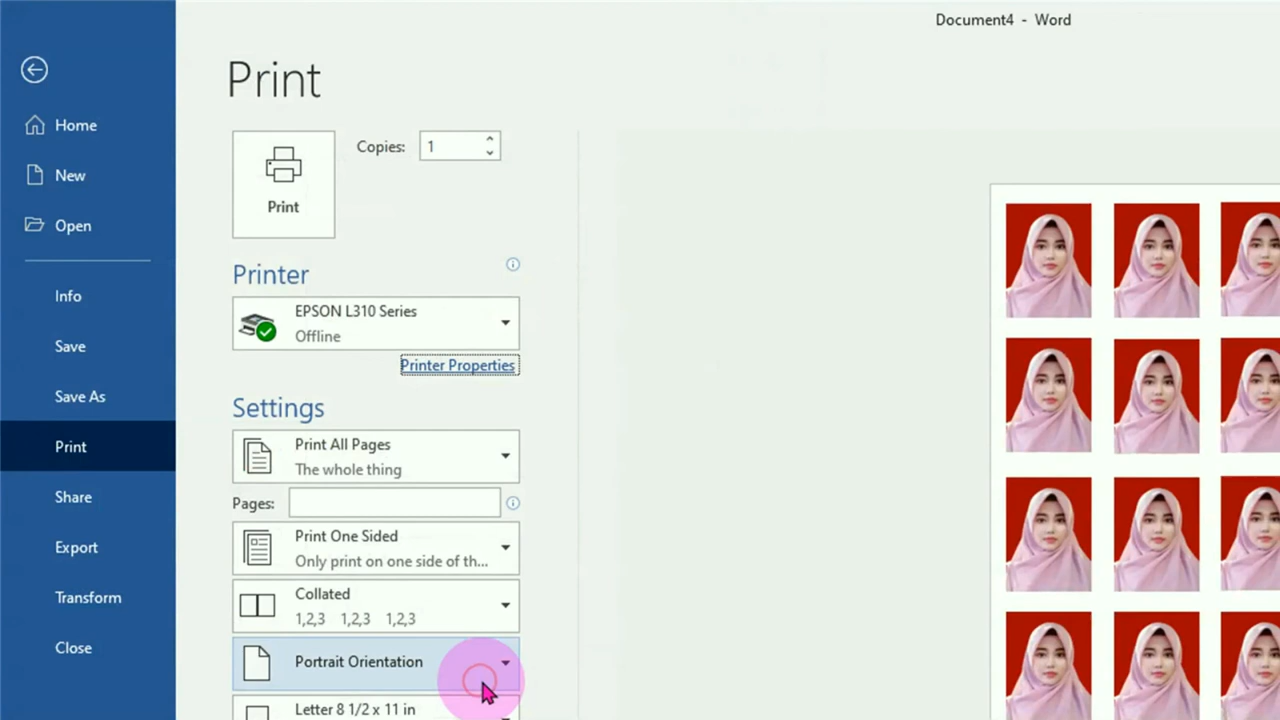 Document4 - Word
Print
Home
New
Open
Info
Save
Save As
Print
Share
Export
Transform
Close
Print
Copies: 1
Printer
EPSON L310 Series
Offline
Printer Properties
Settings
Print All Pages
The whole thing
Pages:
Print One Sided
Only print on one side of th...
Collated
1,2,3 1,2,3 1,2,3
Portrait Orientation
Letter 8 1/2 x 11 in